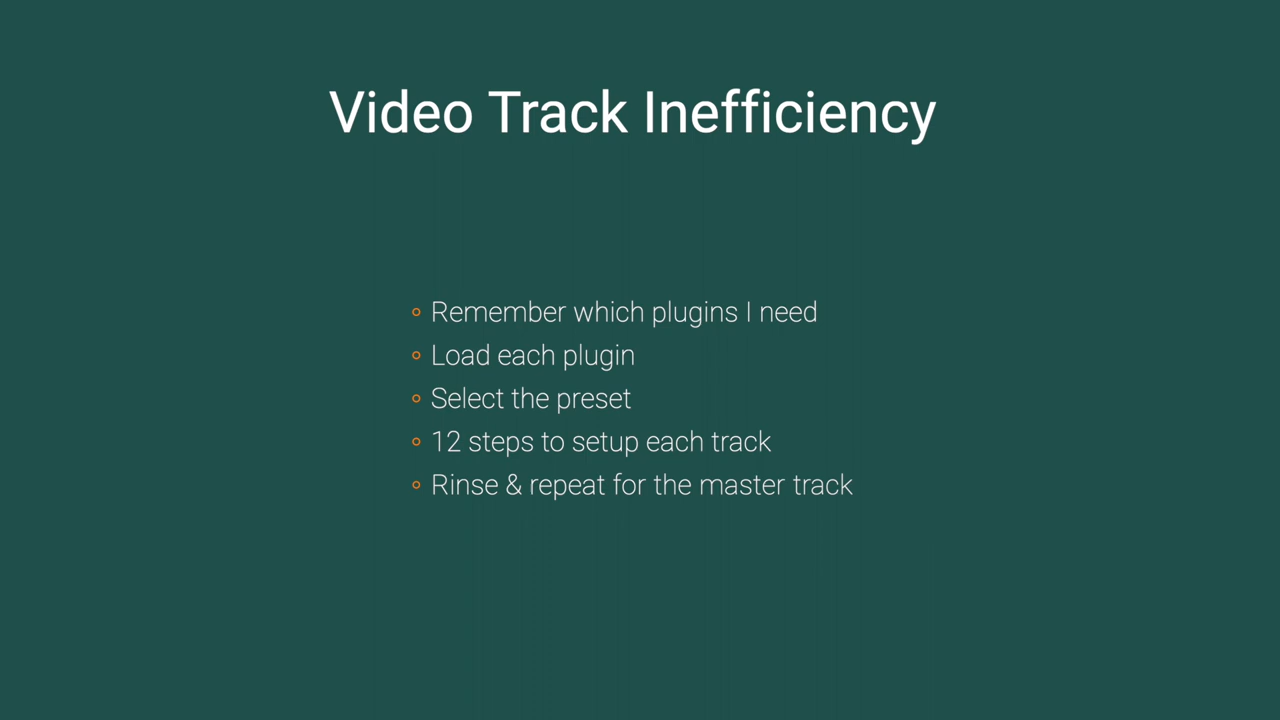 Video Track Inefficiency
Remember which plugins I need
Load each plugin
Select the preset
12 steps to setup each track
Rinse & repeat for the master track